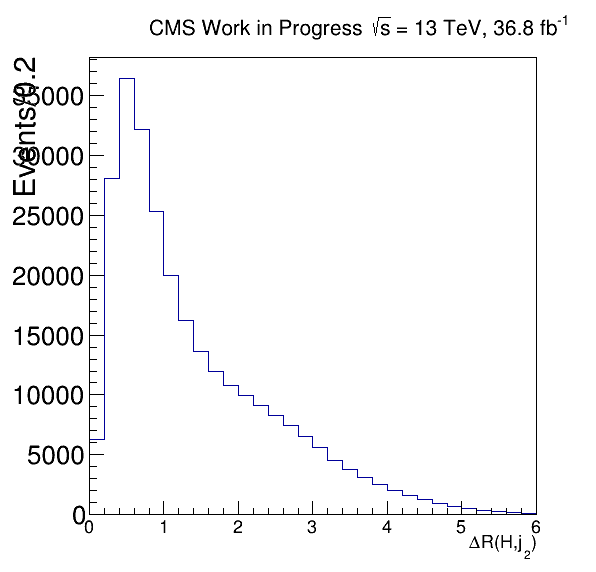 CMS Work in Progress √s = 13 TeV, 36.8 fb⁻¹
Events/0.2
35000
30000
25000
20000
15000
10000
5000
0
0 1 2 3 4 5 6
ΔR(H,j₂)